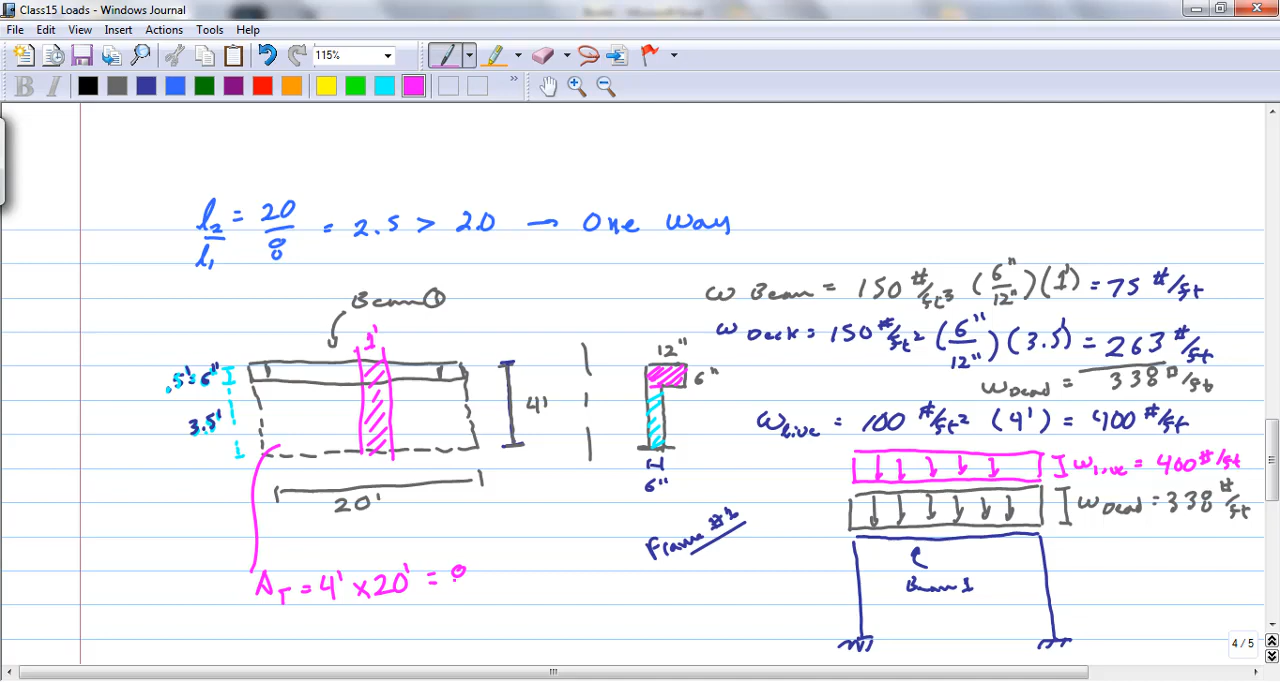 Class15 Loads - Windows Journal
File Edit View Insert Actions Tools Help
115%
B I
l₂/l₁ = 20/8 = 2.5 > 2.0 → One Way
Beam ①
1'
.5'=6"
3.5'
4'
20'
A_T = 4' x 20' = 8
12"
6"
6"
Frame #1
ω Beam = 150 #/ft³ (6"/12")(1') = 75 #/ft
ω Deck = 150 #/ft² (6"/12")(3.5') = 263 #/ft
ω Dead = 338 #/ft
ω Live = 100 #/ft² (4') = 400 #/ft
ω Live = 400 #/ft
ω Dead = 338 #/ft
Beam 1
4 / 5